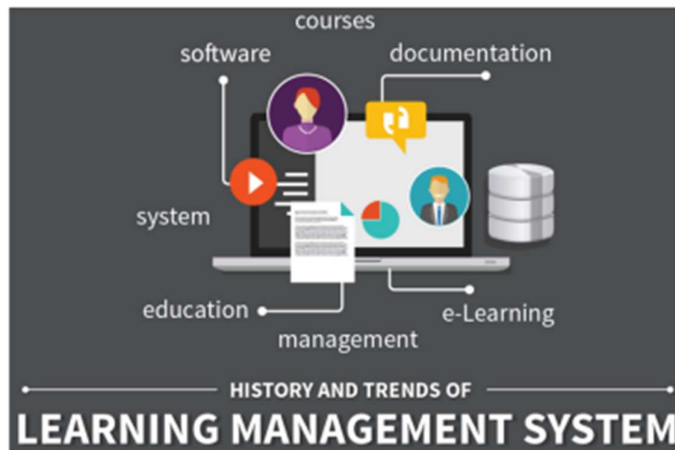 courses
software
documentation
system
education
e-Learning
management
HISTORY AND TRENDS OF
LEARNING MANAGEMENT SYSTEM